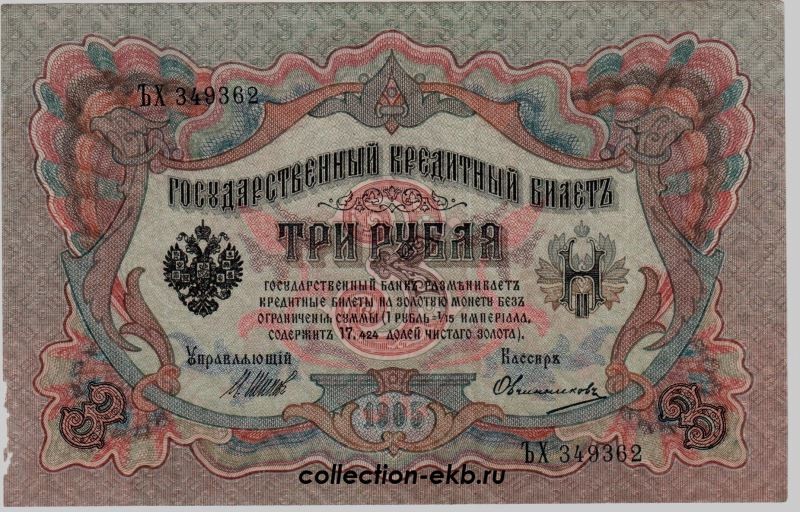 ЪХ 349362
Государственный кредитный билетъ
ТРИ РУБЛЯ
3
Н II
Государственный банкъ размѣниваетъ
кредитные билеты на золотую монету безъ
ограниченія суммы (1 рубль=1/15 имперіала,
содержитъ 17,424 долей чистаго золота).
Управляющій
Кассиръ
И. Шипов
Овчинниковъ
3
1905
3
ЪХ 349362
collection-ekb.ru